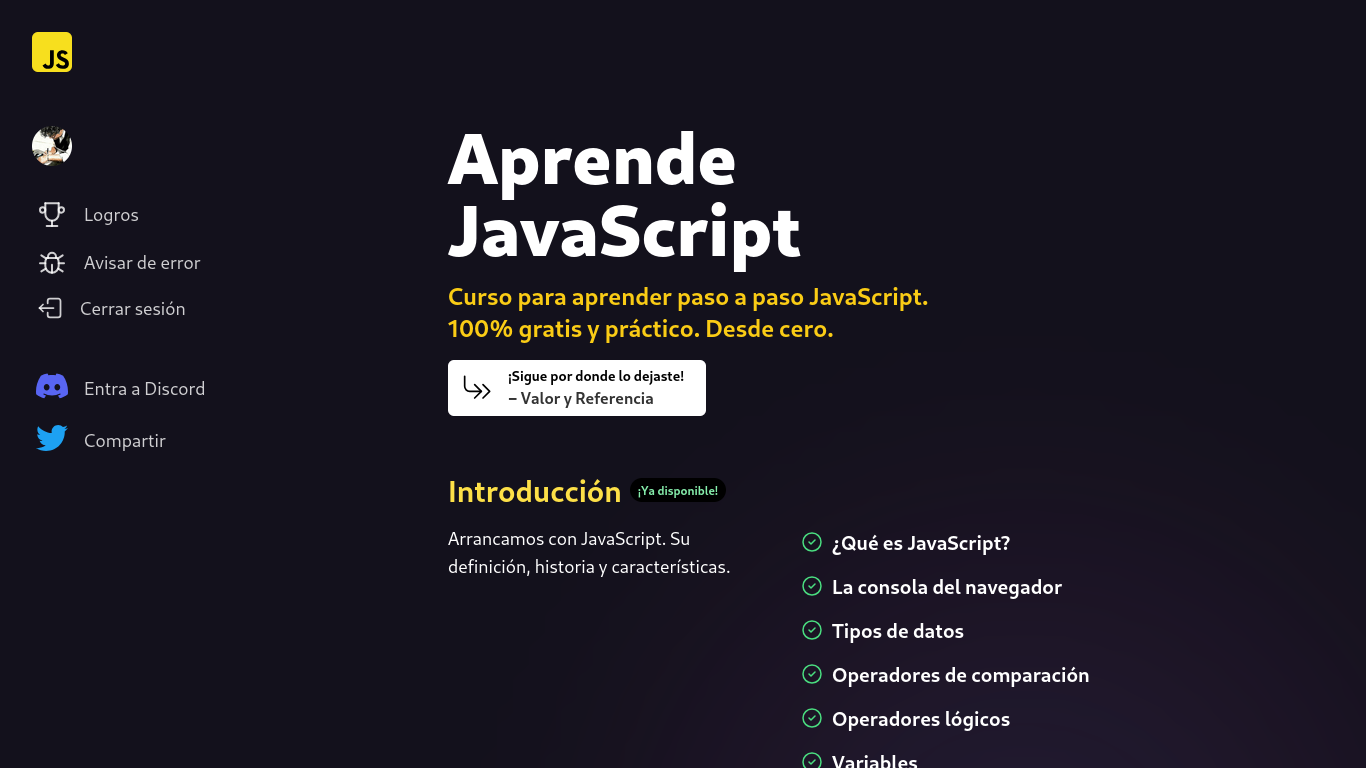 JS
Logros
Avisar de error
Cerrar sesión
Entra a Discord
Compartir
Aprende
JavaScript
Curso para aprender paso a paso JavaScript.
100% gratis y práctico. Desde cero.
¡Sigue por donde lo dejaste!
– Valor y Referencia
Introducción ¡Ya disponible!
Arrancamos con JavaScript. Su
definición, historia y características.
¿Qué es JavaScript?
La consola del navegador
Tipos de datos
Operadores de comparación
Operadores lógicos
Variables